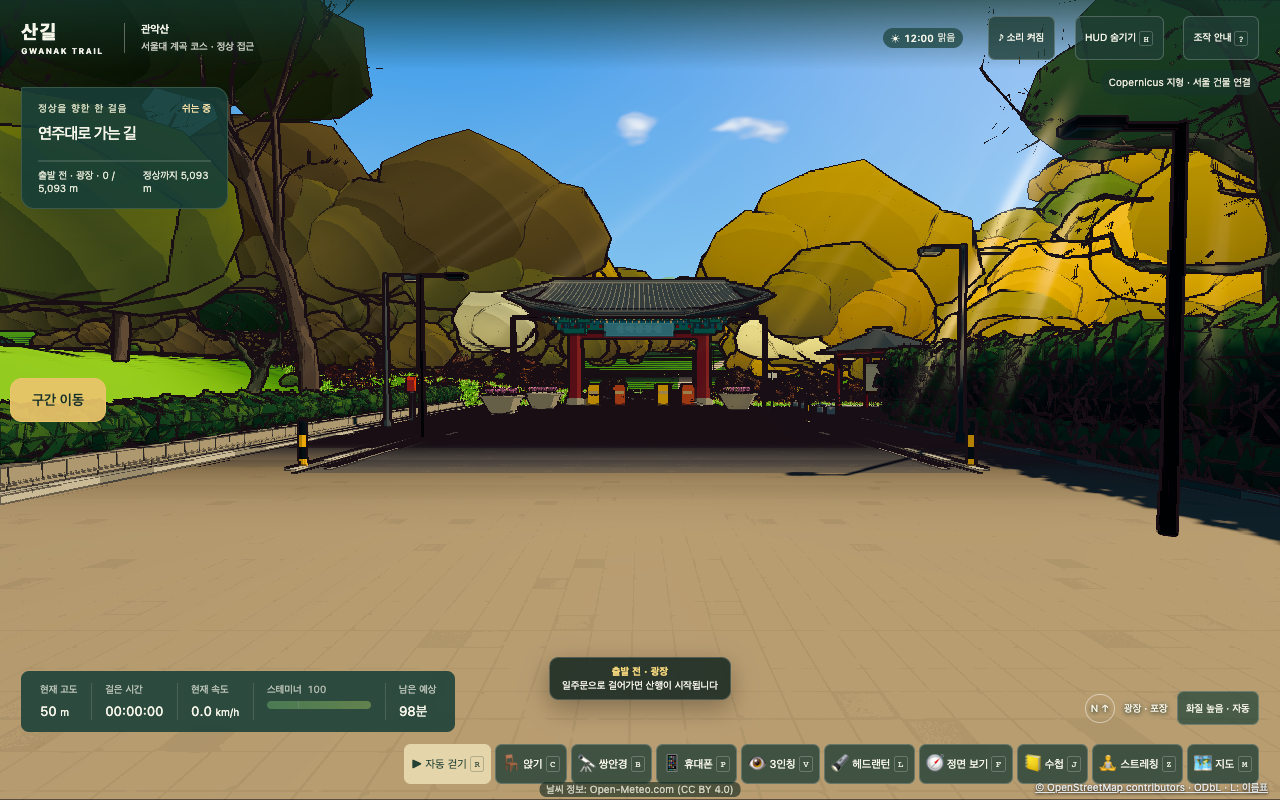 산길
GWANAK TRAIL
관악산
서울대 계곡 코스 · 정상 접근
☀ 12:00 맑음
♪ 소리 켜짐
HUD 숨기기 H
조작 안내 ?
Copernicus 지형 · 서울 건물 연결
정상을 향한 한 걸음
쉬는 중
연주대로 가는 길
출발 전 · 광장 · 0 / 5,093 m
정상까지 5,093 m
구간 이동
출발 전 · 광장
일주문으로 걸어가면 산행이 시작됩니다
현재 고도
50 m
걸은 시간
00:00:00
현재 속도
0.0 km/h
스태미너 100
남은 예상
98분
N ↑
광장 · 포장
화질 높음 · 자동
▶ 자동 걷기 R
앉기 C
쌍안경 B
휴대폰 P
3인칭 V
헤드랜턴 L
정면 보기 F
수첩 J
스트레칭 Z
지도 M
날씨 정보: Open-Meteo.com (CC BY 4.0)
© OpenStreetMap contributors · ODbL · L: 이름표